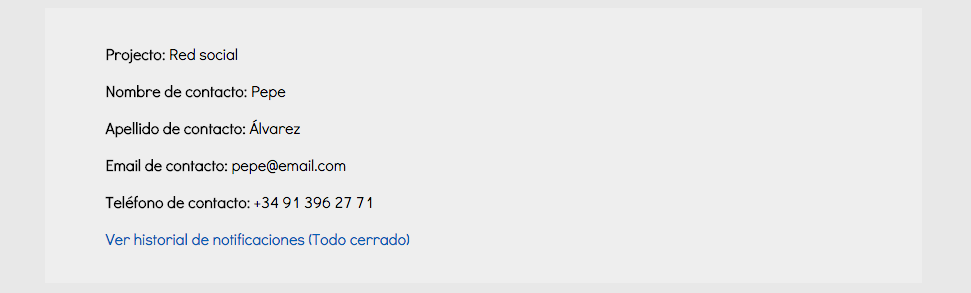 Projecto: Red social
Nombre de contacto: Pepe
Apellido de contacto: Álvarez
Email de contacto: pepe@email.com
Teléfono de contacto: +34 91 396 27 71
Ver historial de notificaciones (Todo cerrado)